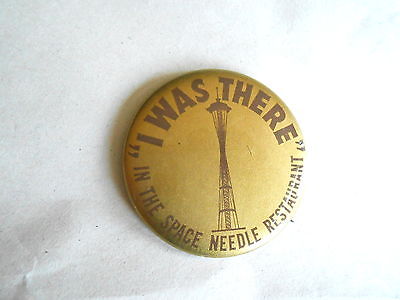 "I WAS THERE"
IN THE SPACE NEEDLE RESTAURANT